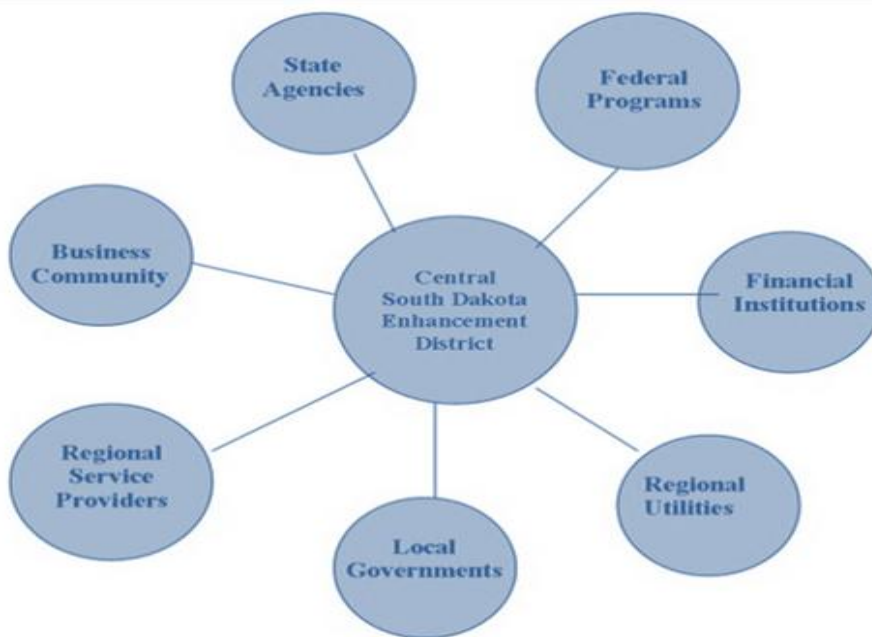 State
Agencies
Federal
Programs
Business
Community
Central
South Dakota
Enhancement
District
Financial
Institutions
Regional
Service
Providers
Regional
Utilities
Local
Governments